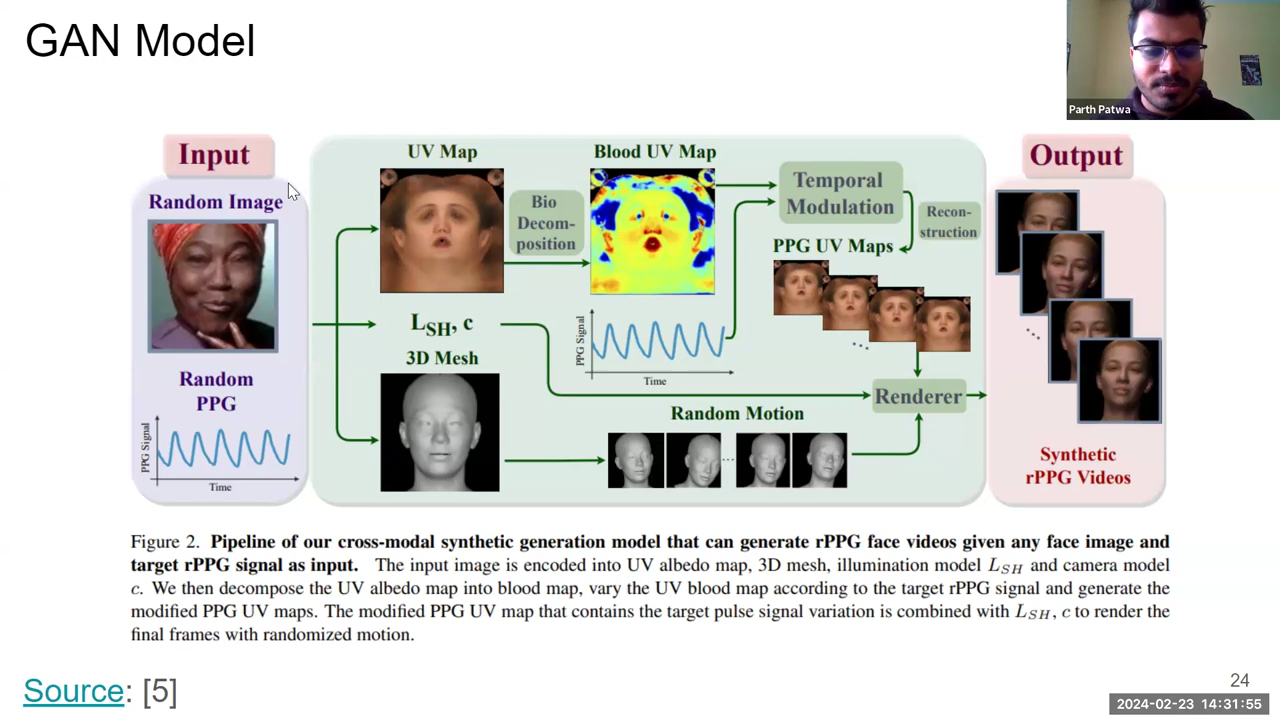 GAN Model
Parth Patwa
Input
Random Image
Random
PPG
PPG Signal
Time
UV Map
Bio
Decom-
position
Blood UV Map
L_SH, c
3D Mesh
PPG Signal
Time
Random Motion
Temporal
Modulation
Recon-
struction
PPG UV Maps
Renderer
Output
Synthetic
rPPG Videos
Figure 2. Pipeline of our cross-modal synthetic generation model that can generate rPPG face videos given any face image and
target rPPG signal as input. The input image is encoded into UV albedo map, 3D mesh, illumination model L_SH and camera model
c. We then decompose the UV albedo map into blood map, vary the UV blood map according to the target rPPG signal and generate the
modified PPG UV maps. The modified PPG UV map that contains the target pulse signal variation is combined with L_SH, c to render the
final frames with randomized motion.
Source: [5]
24
2024-02-23 14:31:55